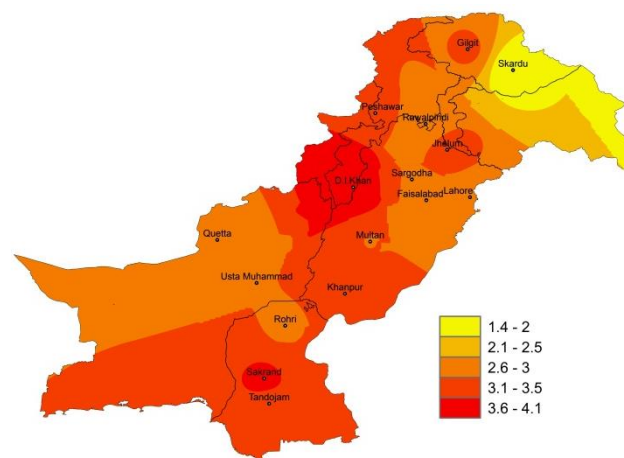 Gilgit
Skardu
Peshawar
Rawalpindi
Jhelum
Sargodha
D.I.Khan
Faisalabad
Lahore
Quetta
Multan
Usta Muhammad
Khanpur
Rohri
Sakrand
Tandojam
1.4 - 2
2.1 - 2.5
2.6 - 3
3.1 - 3.5
3.6 - 4.1